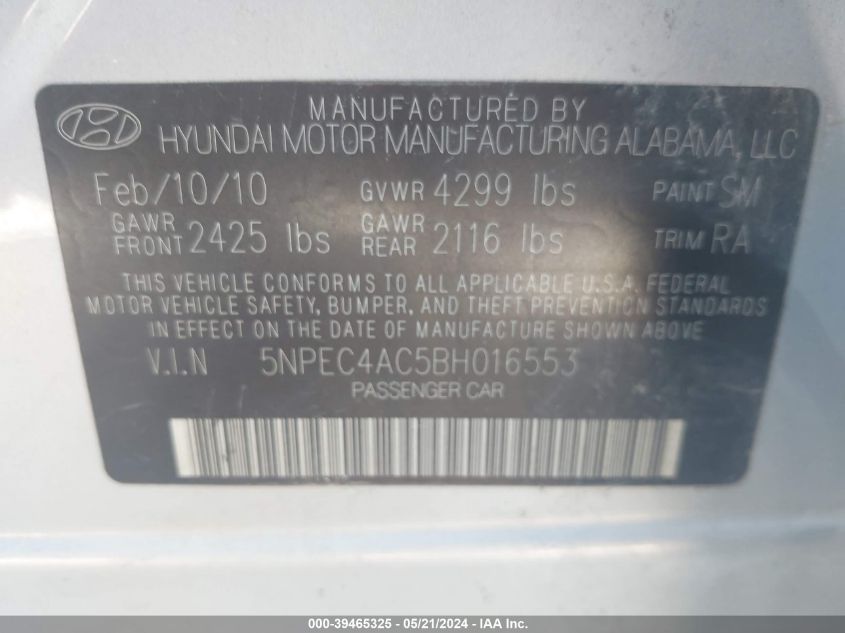 MANUFACTURED BY
HYUNDAI MOTOR MANUFACTURING ALABAMA, LLC
Feb/10/10 GVWR 4299 lbs PAINT SM
GAWR FRONT 2425 lbs GAWR REAR 2116 lbs TRIM RA
THIS VEHICLE CONFORMS TO ALL APPLICABLE U.S.A. FEDERAL
MOTOR VEHICLE SAFETY, BUMPER, AND THEFT PREVENTION STANDARDS
IN EFFECT ON THE DATE OF MANUFACTURE SHOWN ABOVE
V.I.N 5NPEC4AC5BH016553
PASSENGER CAR
000-39465325 - 05/21/2024 - IAA Inc.